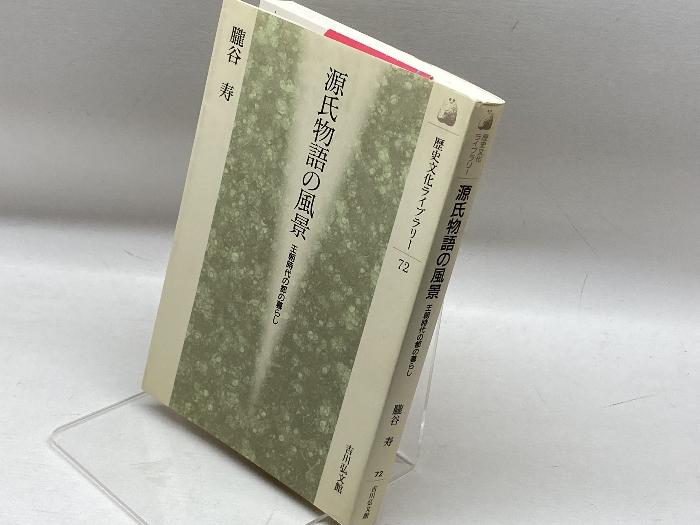 歴史文化ライブラリー
72
源氏物語の風景
王朝時代の都の暮らし
朧谷 寿
吉川弘文館
歴史文化
ライブラリー
源氏物語の風景
王朝時代の都の暮らし
朧谷 寿
72
吉川弘文館